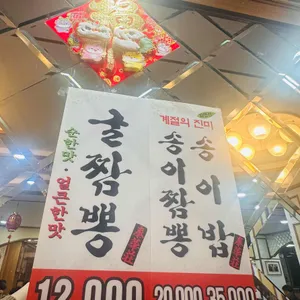 순한맛 · 얼큰한맛
굴짬뽕
12,000
계절의 진미
송이짬뽕
20,000
송이밥
35,000